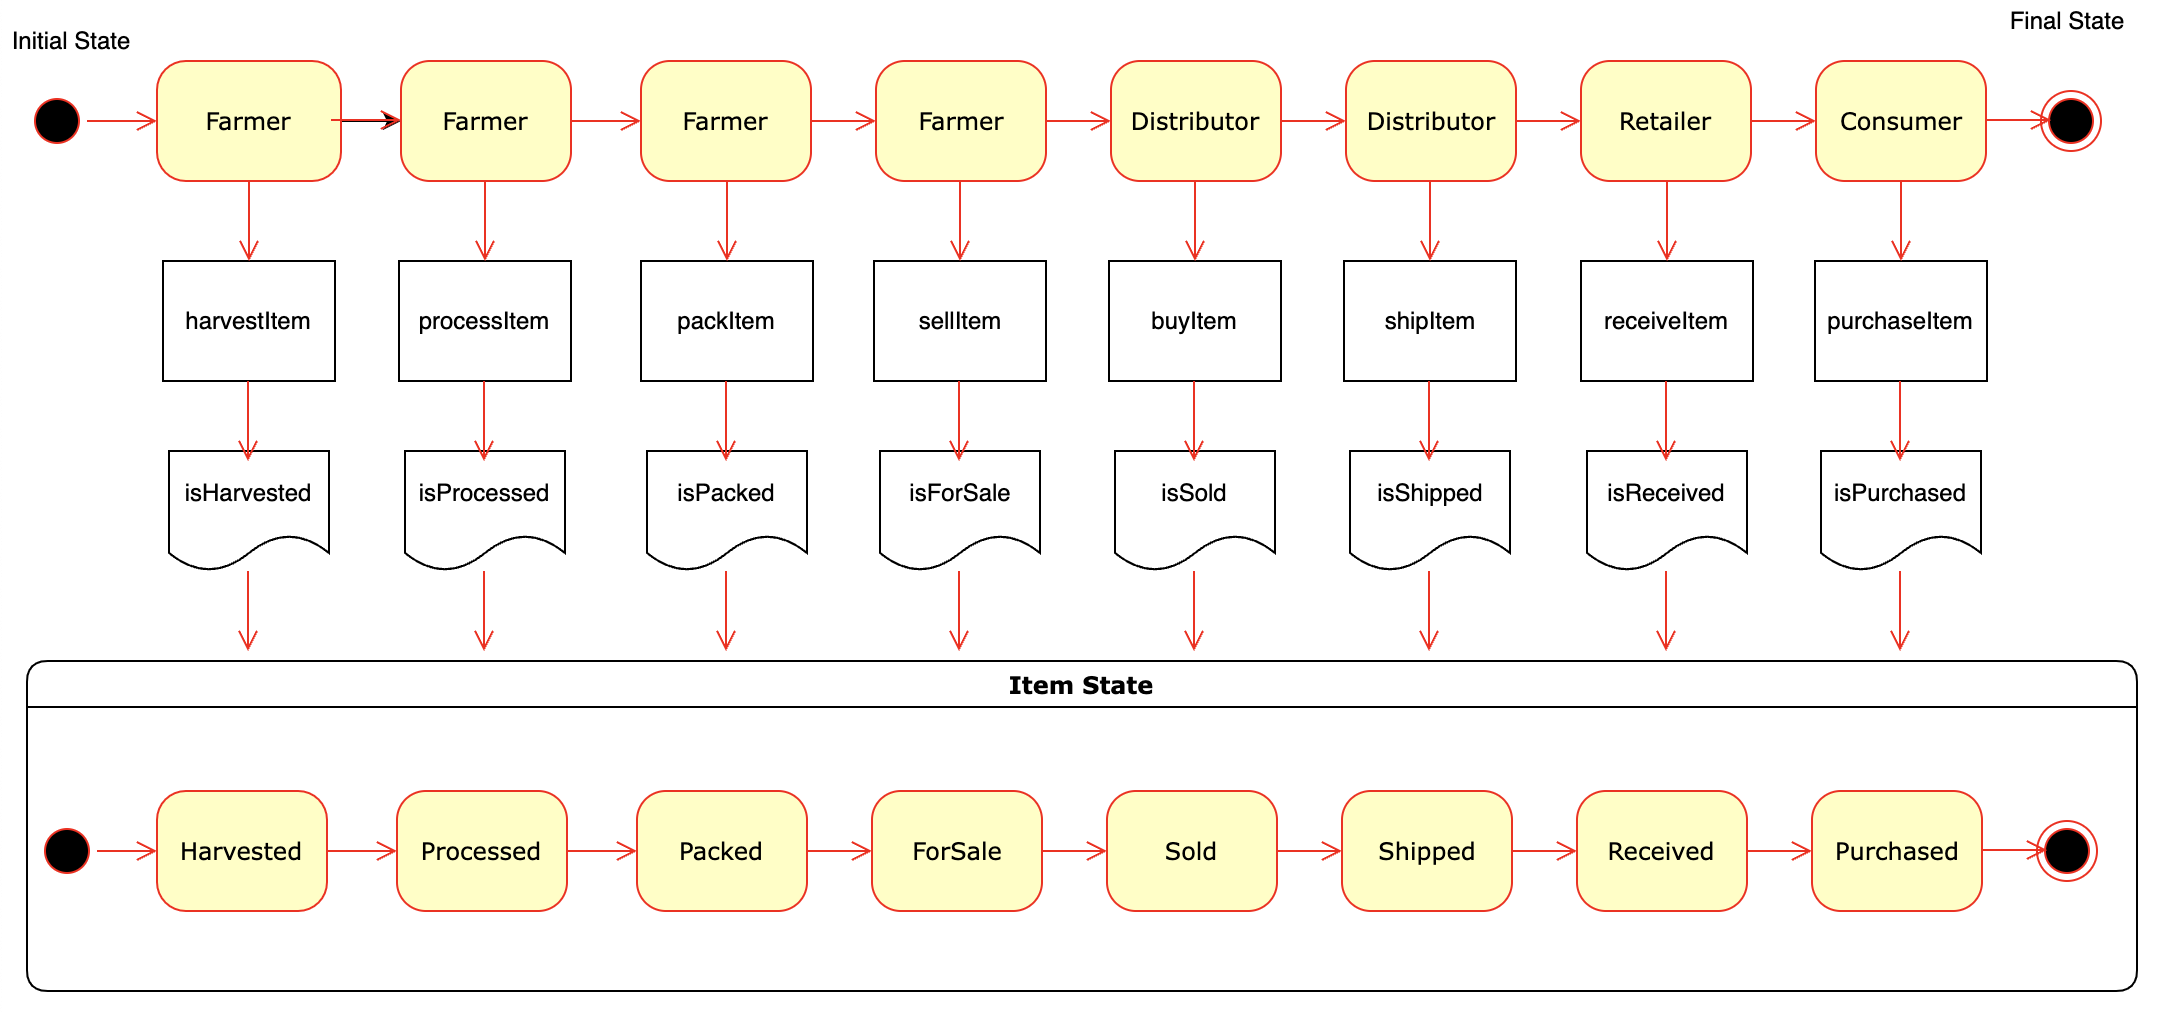 Initial State
Final State
Farmer
Farmer
Farmer
Farmer
Distributor
Distributor
Retailer
Consumer
harvestItem
processItem
packItem
sellItem
buyItem
shipItem
receiveItem
purchaseItem
isHarvested
isProcessed
isPacked
isForSale
isSold
isShipped
isReceived
isPurchased
Item State
Harvested
Processed
Packed
ForSale
Sold
Shipped
Received
Purchased